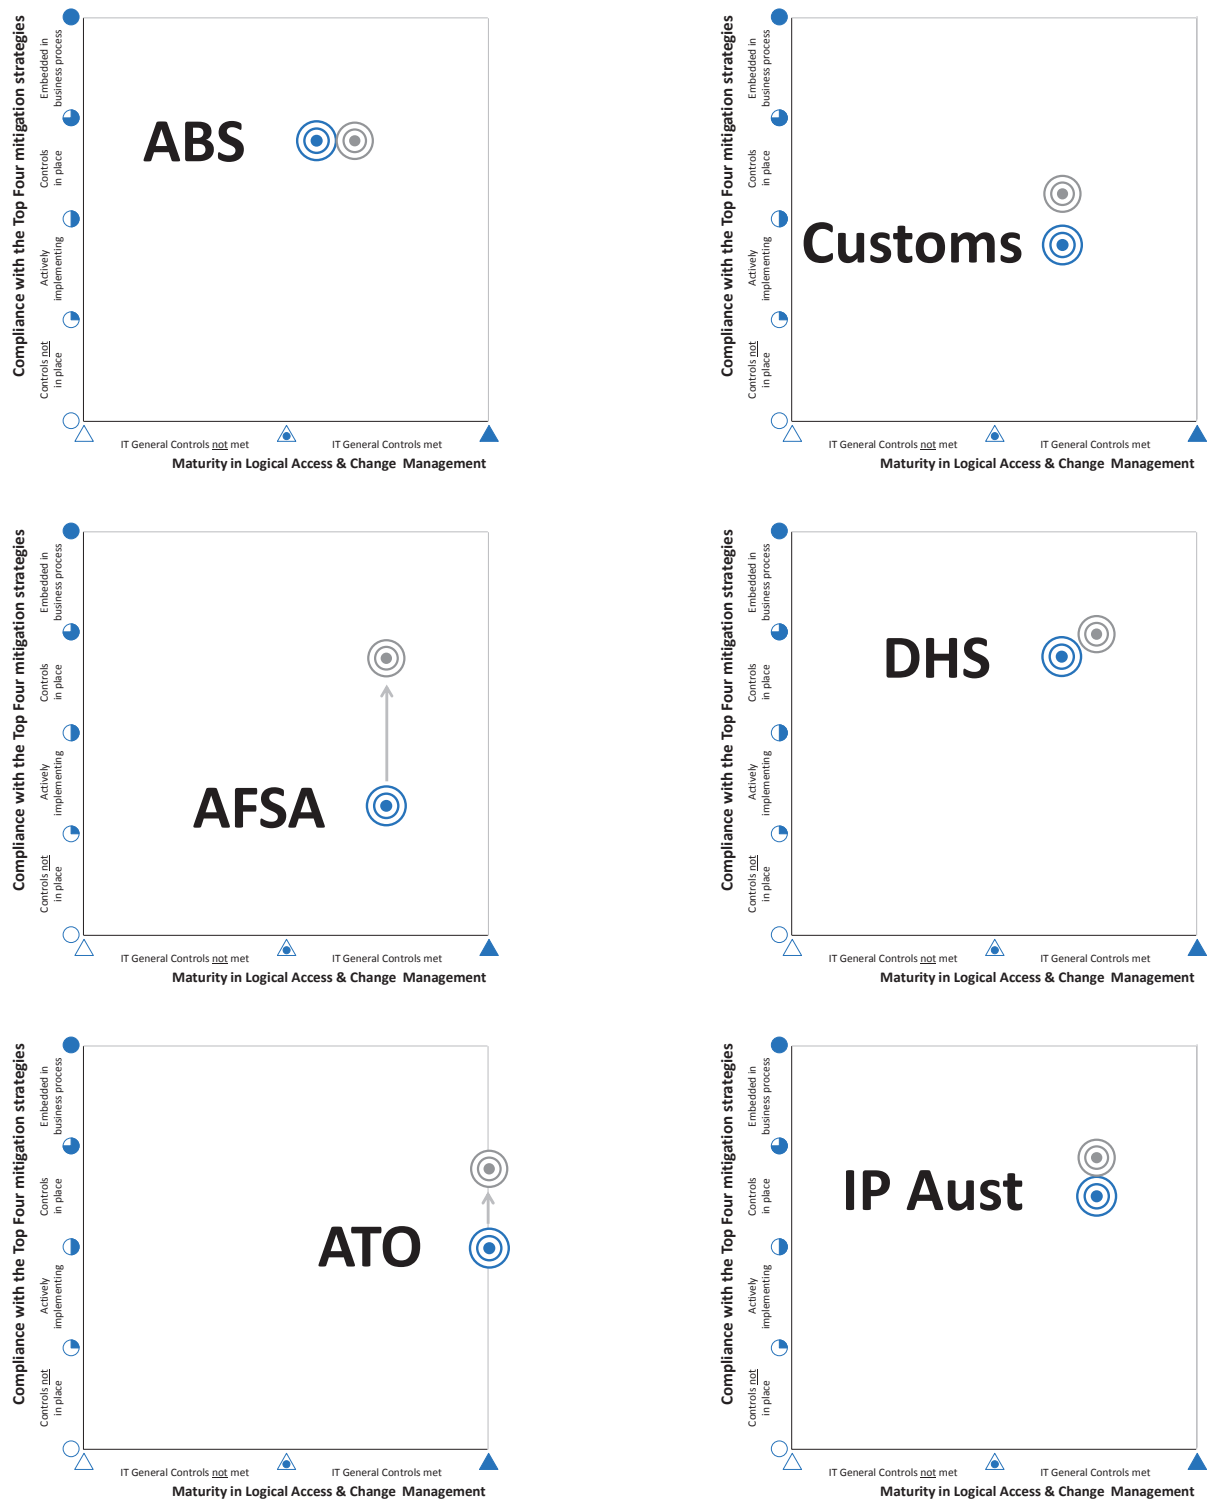 Compliance with the Top Four mitigation strategies
Embedded in
business process
Controls
in place
Actively
implementing
Controls not
in place
ABS
IT General Controls not met
IT General Controls met
Maturity in Logical Access & Change Management
Compliance with the Top Four mitigation strategies
Embedded in
business process
Controls
in place
Actively
implementing
Controls not
in place
Customs
IT General Controls not met
IT General Controls met
Maturity in Logical Access & Change Management
Compliance with the Top Four mitigation strategies
Embedded in
business process
Controls
in place
Actively
implementing
Controls not
in place
AFSA
IT General Controls not met
IT General Controls met
Maturity in Logical Access & Change Management
Compliance with the Top Four mitigation strategies
Embedded in
business process
Controls
in place
Actively
implementing
Controls not
in place
DHS
IT General Controls not met
IT General Controls met
Maturity in Logical Access & Change Management
Compliance with the Top Four mitigation strategies
Embedded in
business process
Controls
in place
Actively
implementing
Controls not
in place
ATO
IT General Controls not met
IT General Controls met
Maturity in Logical Access & Change Management
Compliance with the Top Four mitigation strategies
Embedded in
business process
Controls
in place
Actively
implementing
Controls not
in place
IP Aust
IT General Controls not met
IT General Controls met
Maturity in Logical Access & Change Management